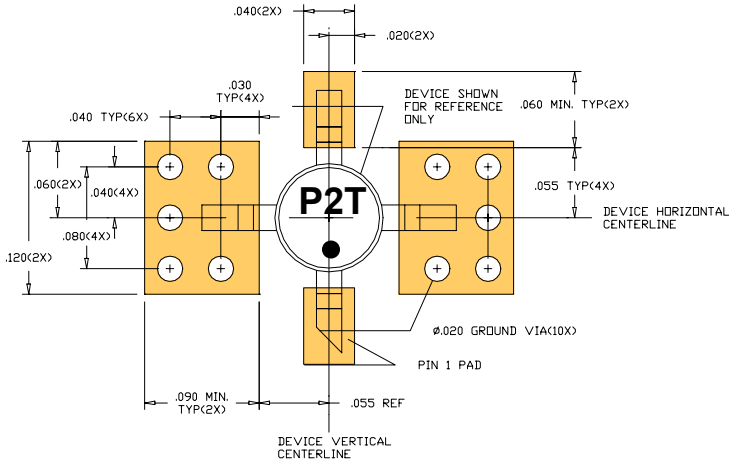 .040(2X)
.020(2X)
.030
TYP(4X)
DEVICE SHOWN
FOR REFERENCE
ONLY
.060 MIN. TYP(2X)
.040 TYP(6X)
.060(2X)
.040(4X)
.055 TYP(4X)
P2T
DEVICE HORIZONTAL
CENTERLINE
.080(4X)
.120(2X)
Ø.020 GROUND VIA(10X)
PIN 1 PAD
.090 MIN.
TYP(2X)
.055 REF
DEVICE VERTICAL
CENTERLINE